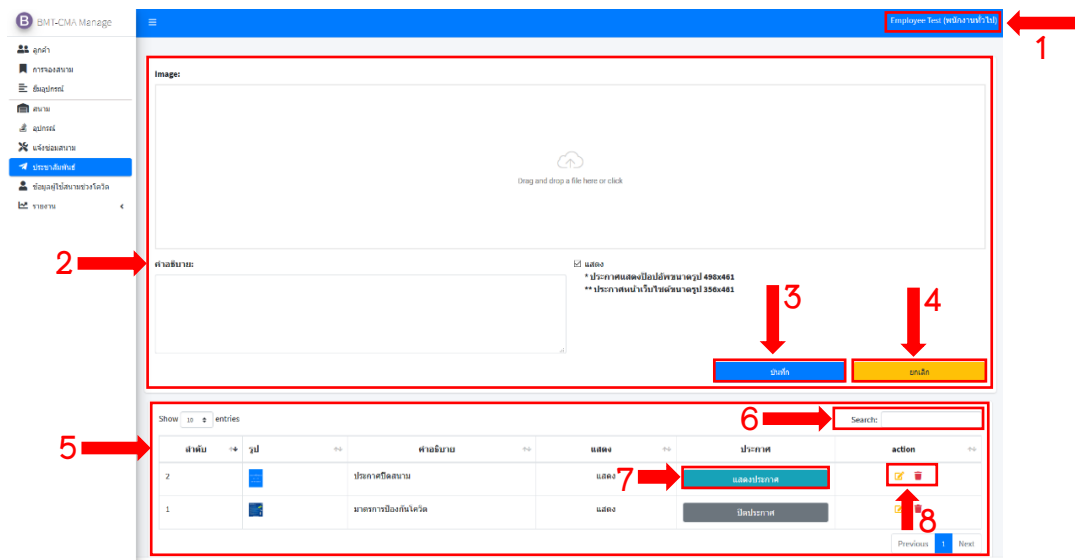 B BMT-CMA Manage
Employee Test (พนักงานทั่วไป)
1
ลูกค้า
การจองสนาม
ยืมอุปกรณ์
สนาม
อุปกรณ์
แจ้งซ่อมสนาม
ประชาสัมพันธ์
ข้อมูลผู้ใช้สนามช่วงโควิด
รายงาน
Image:
Drag and drop a file here or click
2
คำอธิบาย:
แสดง
* ประกาศแสดงป๊อปอัพขนาดรูป 498x461
** ประกาศหน้าเว็บไซต์ขนาดรูป 356x461
3
4
บันทึก
ยกเลิก
5
Show 10 entries
6
Search:
ลำดับ รูป คำอธิบาย แสดง ประกาศ action
2 ประกาศปิดสนาม แสดง แสดงประกาศ
7
1 มาตรการป้องกันโควิด แสดง ปิดประกาศ
8
Previous 1 Next